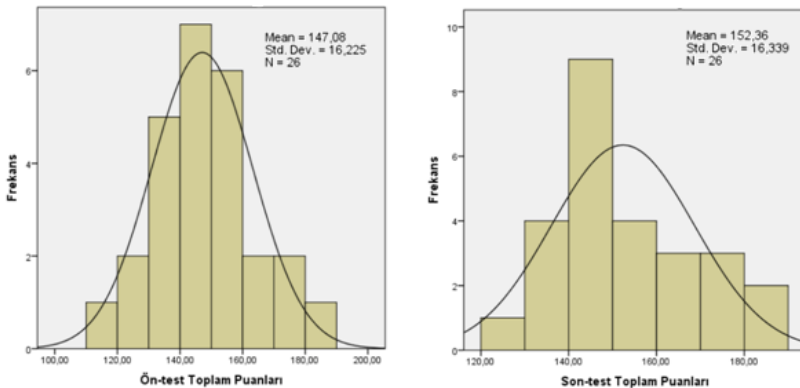 Mean = 147,08
Std. Dev. = 16,225
N = 26
Frekans
6
4
2
0
100,00 120,00 140,00 160,00 180,00 200,00
Ön-test Toplam Puanları
Mean = 152,36
Std. Dev. = 16,339
N = 26
Frekans
10
8
6
4
2
0
120,00 140,00 160,00 180,00
Son-test Toplam Puanları